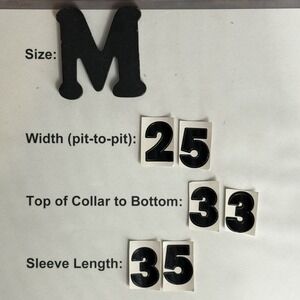 Size: M
Width (pit-to-pit): 25
Top of Collar to Bottom: 33
Sleeve Length: 35